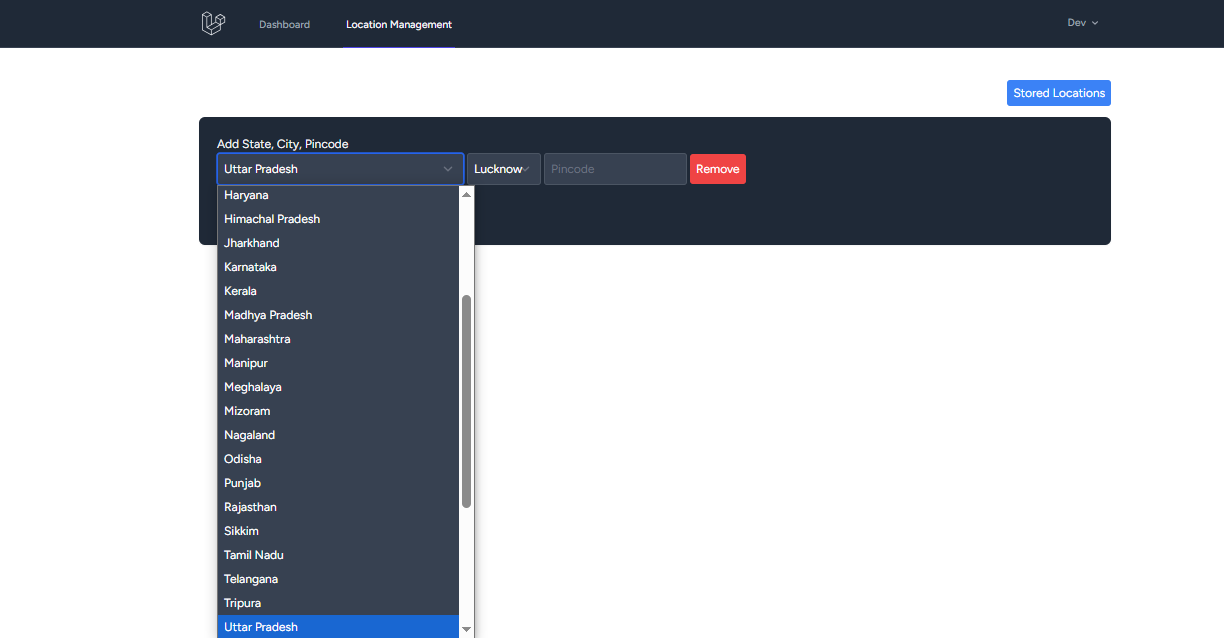 Dashboard Location Management Dev
Stored Locations
Add State, City, Pincode
Uttar Pradesh Lucknow Pincode Remove
Haryana
Himachal Pradesh
Jharkhand
Karnataka
Kerala
Madhya Pradesh
Maharashtra
Manipur
Meghalaya
Mizoram
Nagaland
Odisha
Punjab
Rajasthan
Sikkim
Tamil Nadu
Telangana
Tripura
Uttar Pradesh